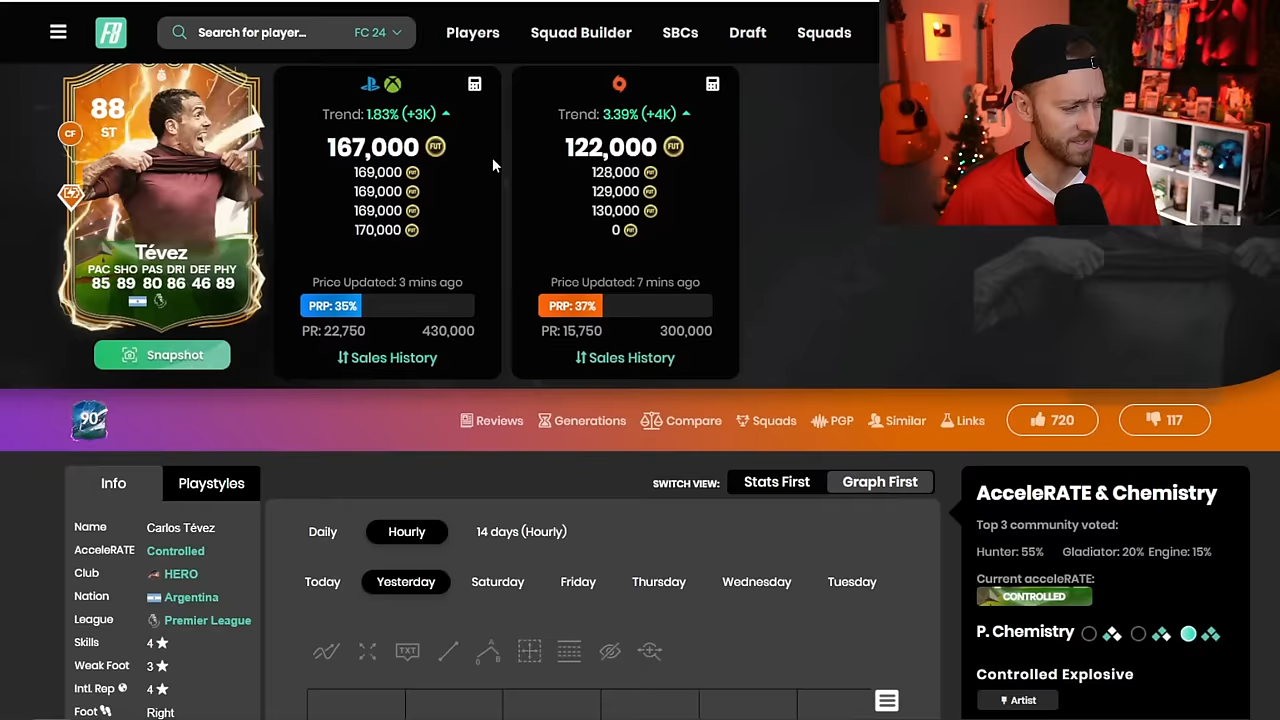 FB
Search for player...
FC 24
Players
Squad Builder
SBCs
Draft
Squads
88
ST
CF
Tévez
PAC SHO PAS DRI DEF PHY
85 89 80 86 46 89
Snapshot
Trend: 1.83% (+3K)
167,000
FUT
169,000
169,000
169,000
170,000
Price Updated: 3 mins ago
PRP: 35%
PR: 22,750
430,000
Sales History
Trend: 3.39% (+4K)
122,000
FUT
128,000
129,000
130,000
0
Price Updated: 7 mins ago
PRP: 37%
PR: 15,750
300,000
Sales History
90
Reviews
Generations
Compare
Squads
PGP
Similar
Links
720
117
Info
Playstyles
Name Carlos Tévez
AcceleRATE Controlled
Club HERO
Nation Argentina
League Premier League
Skills 4
Weak Foot 3
Intl. Rep 4
Foot Right
SWITCH VIEW:
Stats First
Graph First
Daily
Hourly
14 days (Hourly)
Today
Yesterday
Saturday
Friday
Thursday
Wednesday
Tuesday
TXT
AcceleRATE & Chemistry
Top 3 community voted:
Hunter: 55% Gladiator: 20% Engine: 15%
Current acceleRATE:
CONTROLLED
P. Chemistry
Controlled Explosive
Artist